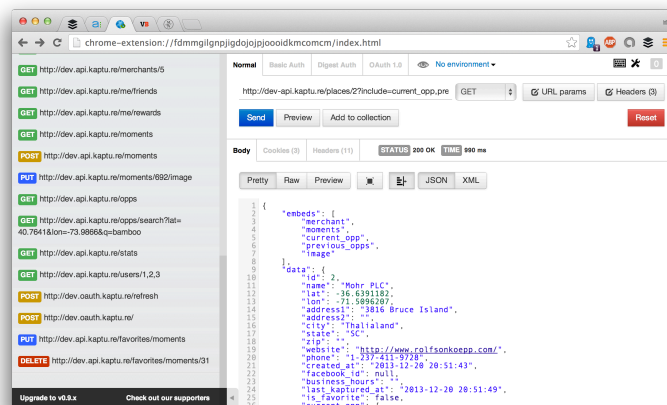 chrome-extension://fdmmgilgnpjigdojojpjoooidkmcomcm/index.html
GET http://dev.api.kaptu.re/merchants/5
GET http://dev.api.kaptu.re/me/friends
GET http://dev.api.kaptu.re/me/rewards
GET http://dev.api.kaptu.re/moments
POST http://dev.api.kaptu.re/moments
PUT http://dev.api.kaptu.re/moments/692/image
GET http://dev.api.kaptu.re/opps
GET http://dev.api.kaptu.re/opps/search?lat=
40.7641&lon=-73.9866&q=bamboo
GET http://dev.api.kaptu.re/stats
GET http://dev.api.kaptu.re/users/1,2,3
POST http://dev.oauth.kaptu.re/refresh
POST http://dev.oauth.kaptu.re/
PUT http://dev.api.kaptu.re/favorites/moments
DELETE http://dev.api.kaptu.re/favorites/moments/31
Upgrade to v0.9.x Check out our supporters
Normal Basic Auth Digest Auth OAuth 1.0 No environment
0
http://dev-api.kaptu.re/places/2?include=current_opp,pre GET URL params Headers (3)
Send Preview Add to collection Reset
Body Cookies (3) Headers (11) STATUS 200 OK TIME 990 ms
Pretty Raw Preview JSON XML
1 {
2 "embeds": [
3 "merchant",
4 "moments",
5 "current_opp",
6 "previous_opps",
7 "image"
8 ],
9 "data": {
10 "id": 2,
11 "name": "Mohr PLC",
12 "lat": -36.6391182,
13 "lon": -71.5096207,
14 "address1": "3816 Bruce Island",
15 "address2": "",
16 "city": "Thalialand",
17 "state": "SC",
18 "zip": "",
19 "website": "http://www.rolfsonkoepp.com/",
20 "phone": "1-237-411-9728",
21 "created_at": "2013-12-20 20:51:43",
22 "facebook_id": null,
23 "business_hours": "",
24 "last_kaptured_at": "2013-12-20 20:51:49",
25 "is_favorite": false,
26 "current_opp": {